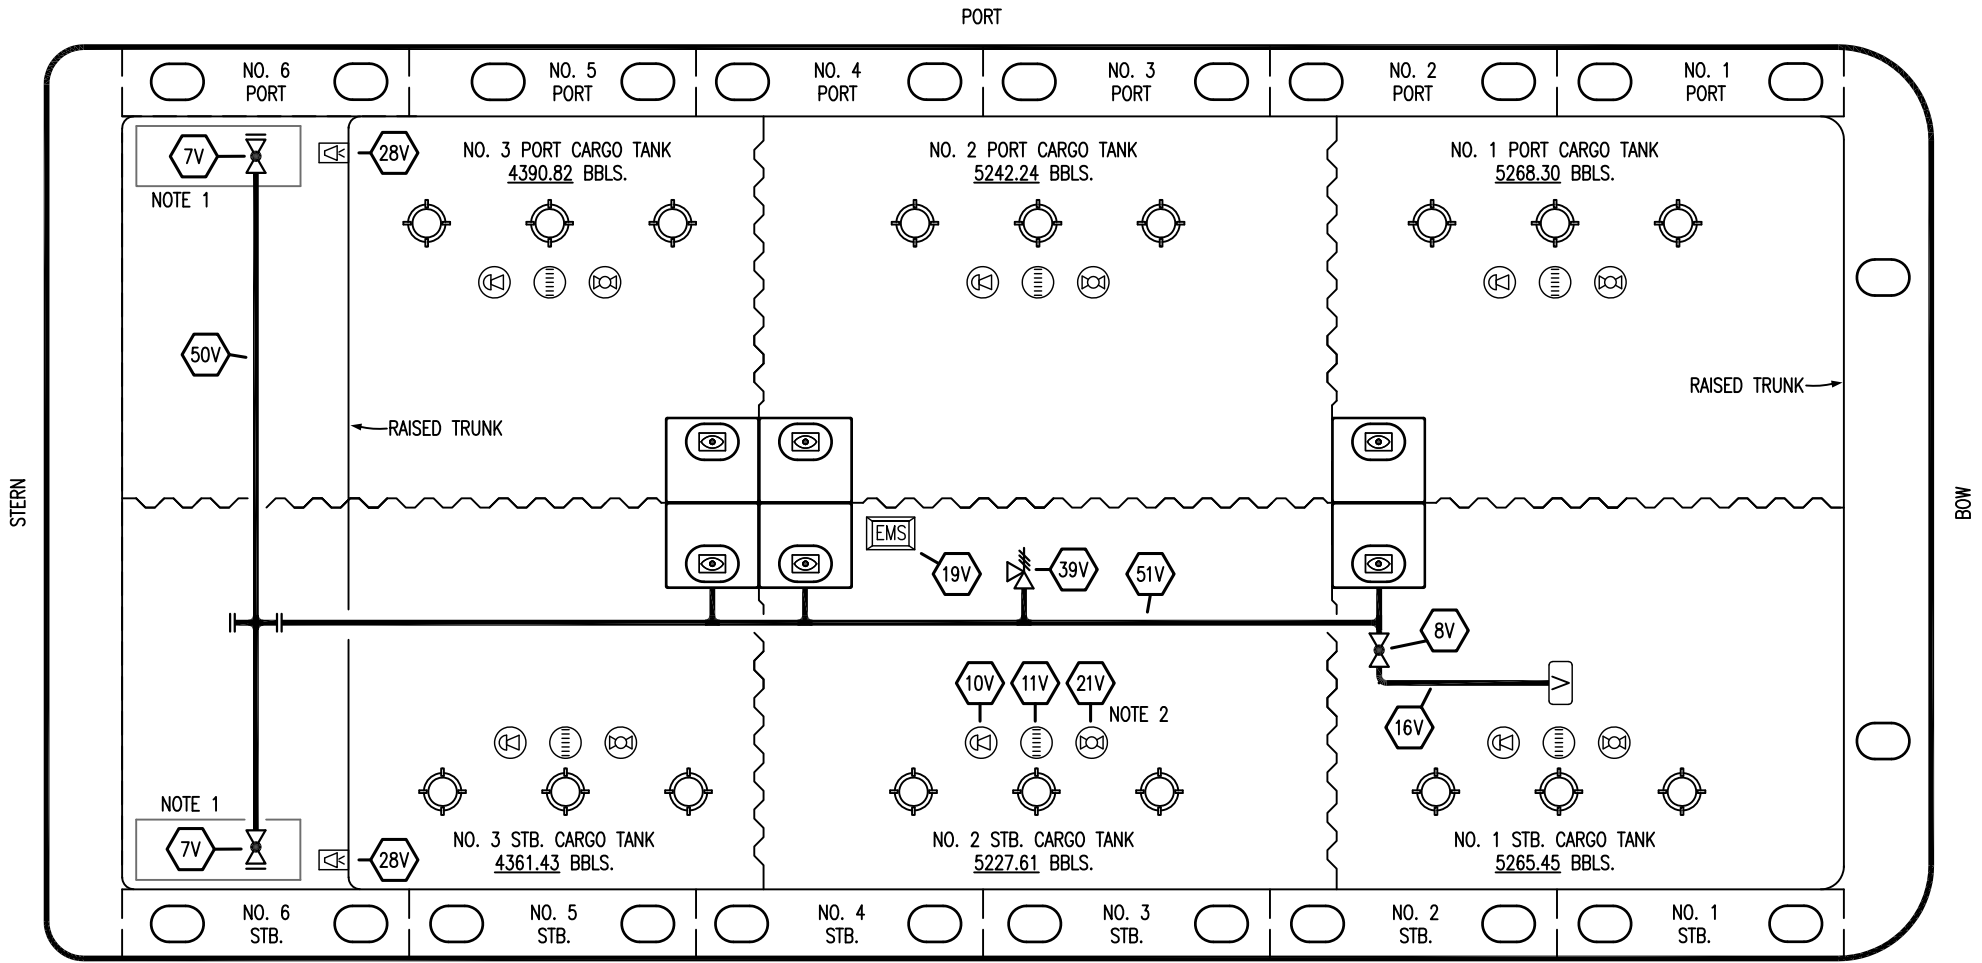 PORT
NO. 6
PORT
NO. 5
PORT
NO. 4
PORT
NO. 3
PORT
NO. 2
PORT
NO. 1
PORT
7V
NOTE 1
28V
NO. 3 PORT CARGO TANK
4390.82 BBLS.
NO. 2 PORT CARGO TANK
5242.24 BBLS.
NO. 1 PORT CARGO TANK
5268.30 BBLS.
50V
RAISED TRUNK
RAISED TRUNK
STERN
BOW
EMS
19V
39V
51V
8V
10V
11V
21V
NOTE 2
16V
V
NOTE 1
7V
28V
NO. 3 STB. CARGO TANK
4361.43 BBLS.
NO. 2 STB. CARGO TANK
5227.61 BBLS.
NO. 1 STB. CARGO TANK
5265.45 BBLS.
NO. 6
STB.
NO. 5
STB.
NO. 4
STB.
NO. 3
STB.
NO. 2
STB.
NO. 1
STB.